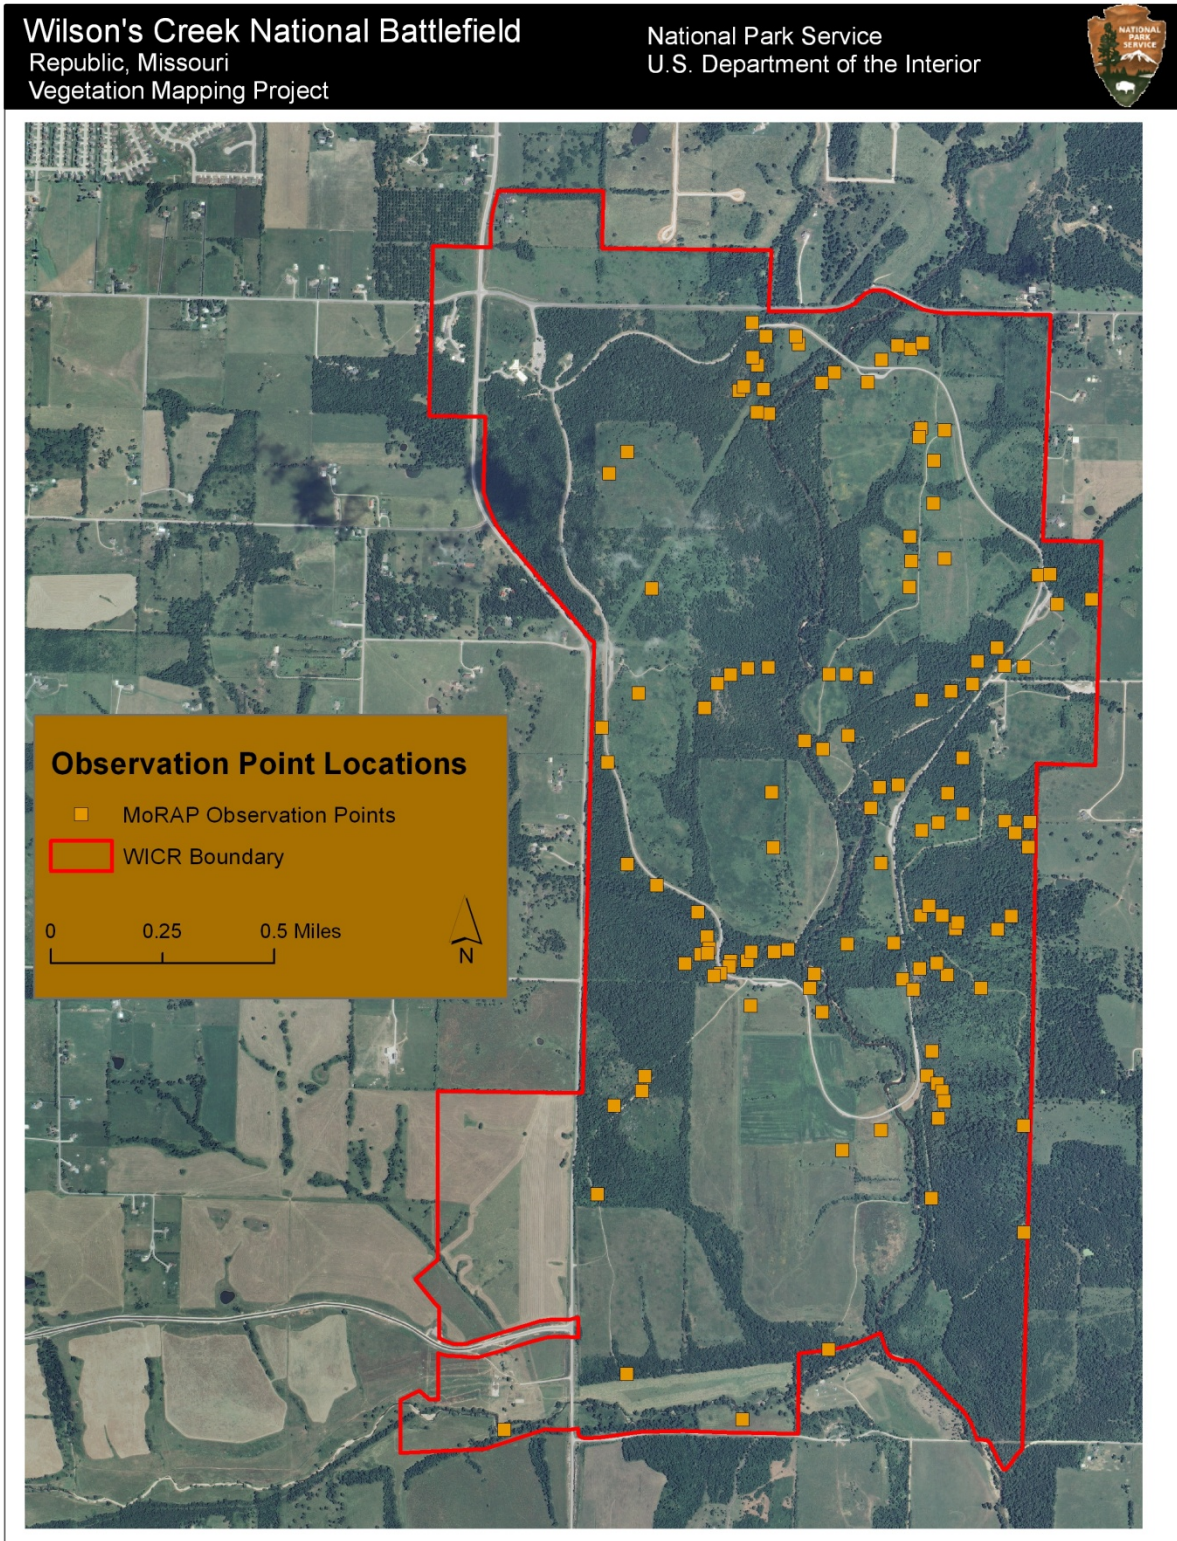 Wilson's Creek National Battlefield
Republic, Missouri
Vegetation Mapping Project
National Park Service
U.S. Department of the Interior
NATIONAL
PARK
SERVICE
Observation Point Locations
MoRAP Observation Points
WICR Boundary
0 0.25 0.5 Miles
N